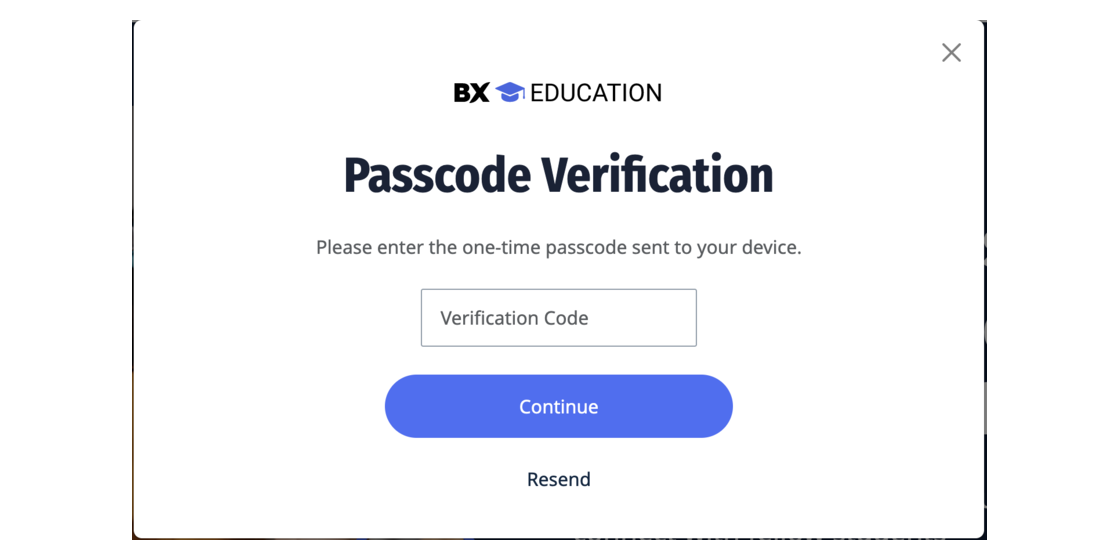 BX EDUCATION
Passcode Verification
Please enter the one-time passcode sent to your device.
Verification Code
Continue
Resend